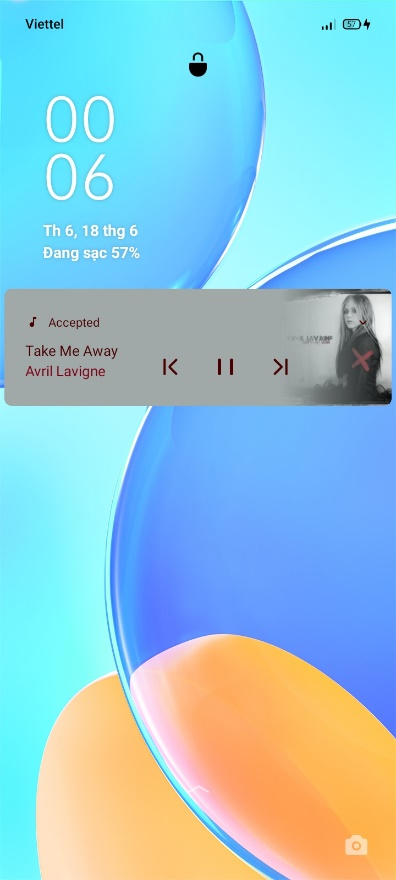 Viettel
57
00
06
Th 6, 18 thg 6
Đang sạc 57%
Accepted
Take Me Away
Avril Lavigne